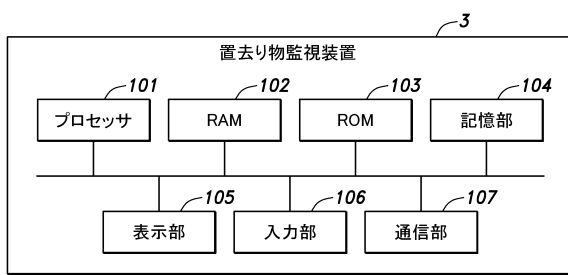 3
置去り物監視装置
101 102 103 104
プロセッサ RAM ROM 記憶部
105 106 107
表示部 入力部 通信部